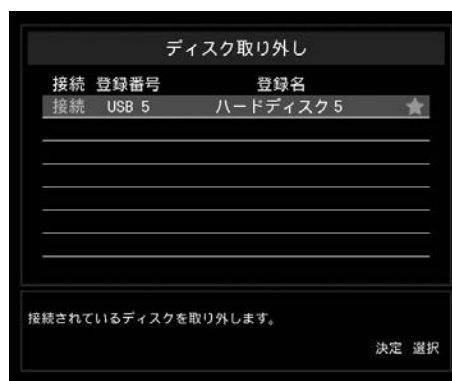 ディスク取り外し
接続 登録番号 登録名
接続 USB 5 ハードディスク5 ★
接続されているディスクを取り外します。
決定 選択